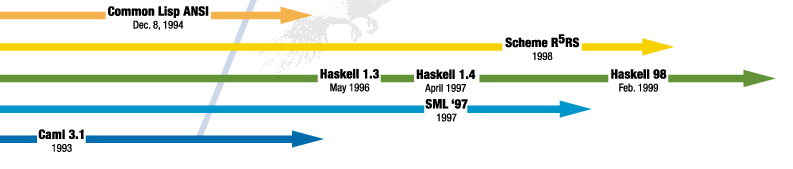 Common Lisp ANSI
Dec. 8, 1994
Scheme R5RS
1998
Haskell 1.3
May 1996
Haskell 1.4
April 1997
Haskell 98
Feb. 1999
SML ‘97
1997
Caml 3.1
1993